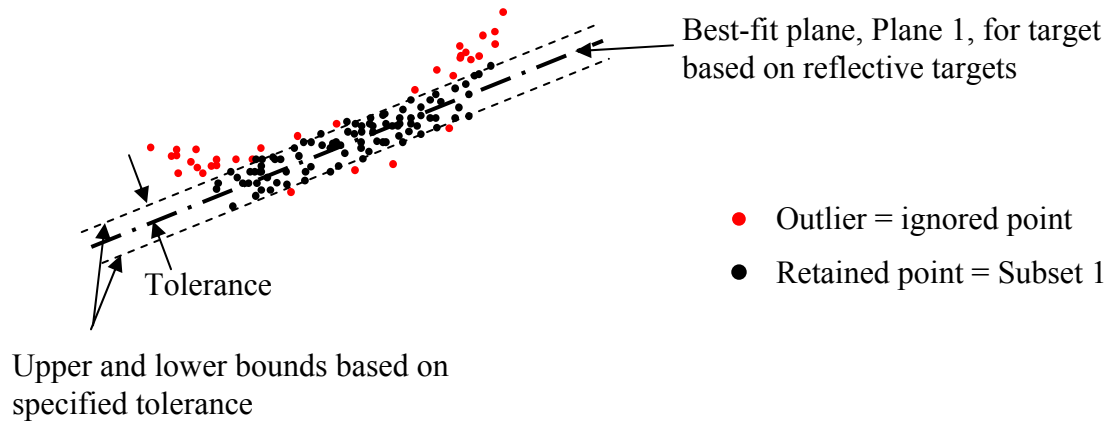 Best-fit plane, Plane 1, for target
based on reflective targets
Outlier = ignored point
Retained point = Subset 1
Tolerance
Upper and lower bounds based on
specified tolerance